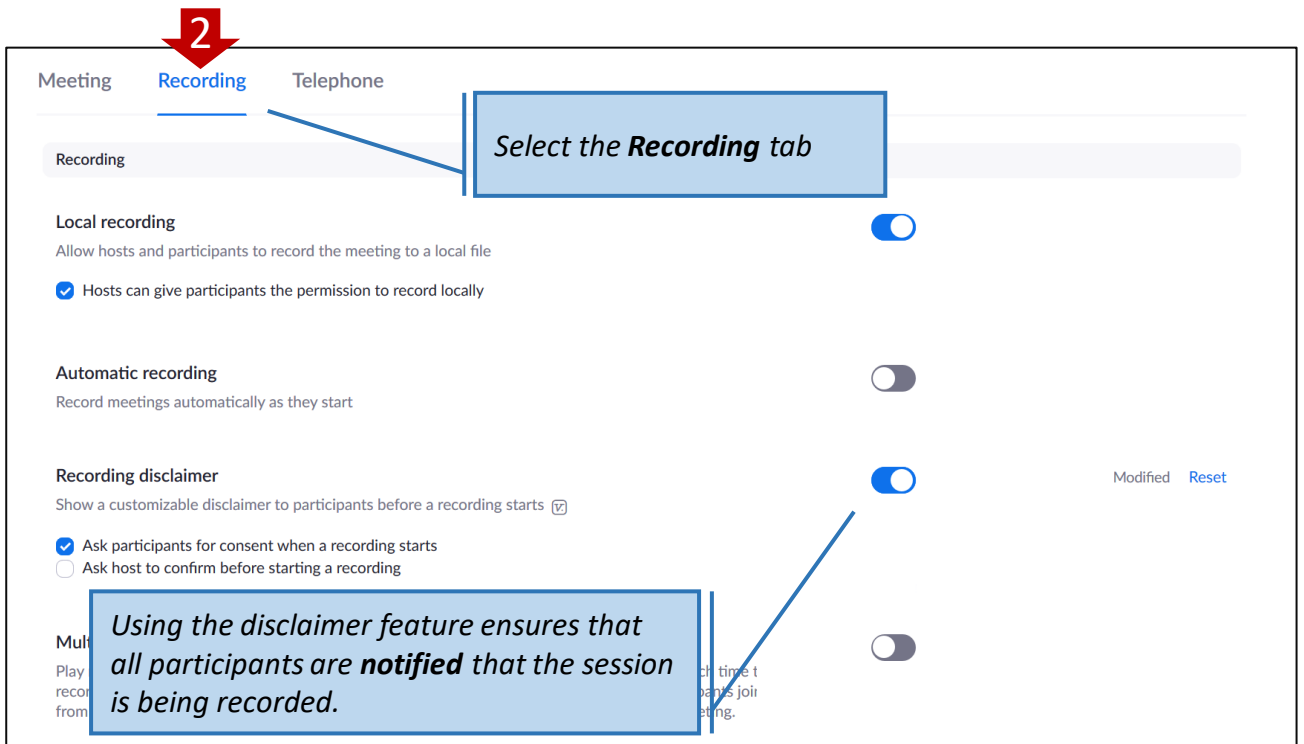 2
Meeting Recording Telephone
Select the Recording tab
Recording
Local recording
Allow hosts and participants to record the meeting to a local file
Hosts can give participants the permission to record locally
Automatic recording
Record meetings automatically as they start
Recording disclaimer
Modified Reset
Show a customizable disclaimer to participants before a recording starts
Ask participants for consent when a recording starts
Ask host to confirm before starting a recording
Using the disclaimer feature ensures that
all participants are notified that the session
is being recorded.
Play
time
from